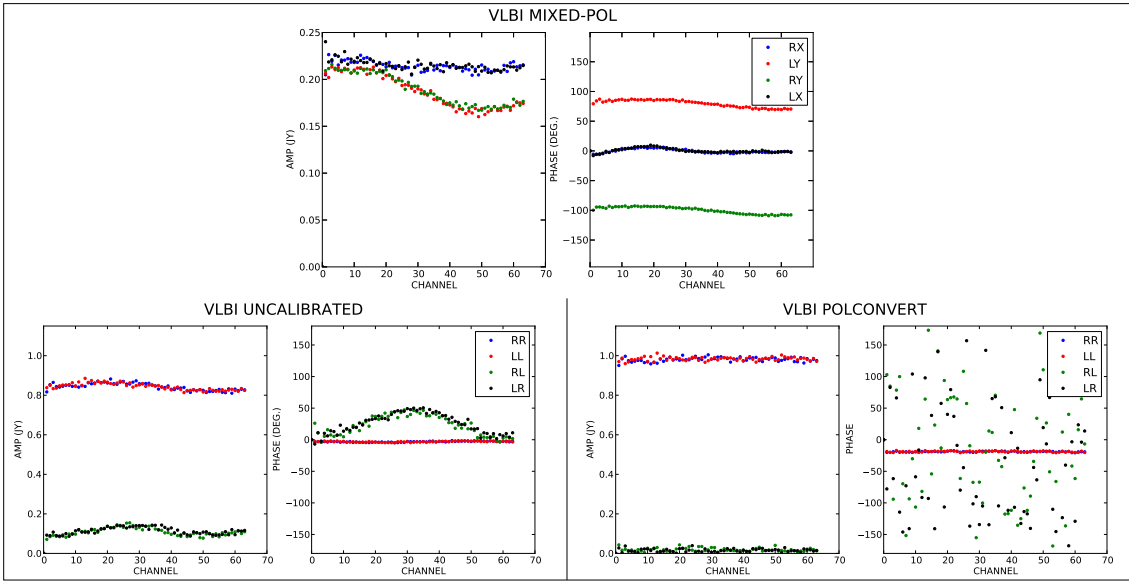 VLBI MIXED-POL
0.25
0.20
0.15
0.10
0.05
0.00
AMP (JY)
0 10 20 30 40 50 60 70
CHANNEL
150
100
50
0
−50
−100
−150
PHASE (DEG.)
0 10 20 30 40 50 60 70
CHANNEL
RX
LY
RY
LX
VLBI UNCALIBRATED
1.0
0.8
0.6
0.4
0.2
0.0
AMP (JY)
0 10 20 30 40 50 60 70
CHANNEL
150
100
50
0
−50
−100
−150
PHASE (DEG.)
0 10 20 30 40 50 60 70
CHANNEL
RR
LL
RL
LR
VLBI POLCONVERT
1.0
0.8
0.6
0.4
0.2
0.0
AMP (JY)
0 10 20 30 40 50 60 70
CHANNEL
150
100
50
0
−50
−100
−150
PHASE
0 10 20 30 40 50 60 70
CHANNEL
RR
LL
RL
LR